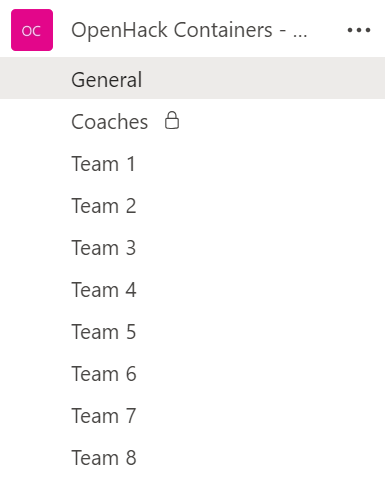 OC OpenHack Containers - ...
General
Coaches
Team 1
Team 2
Team 3
Team 4
Team 5
Team 6
Team 7
Team 8